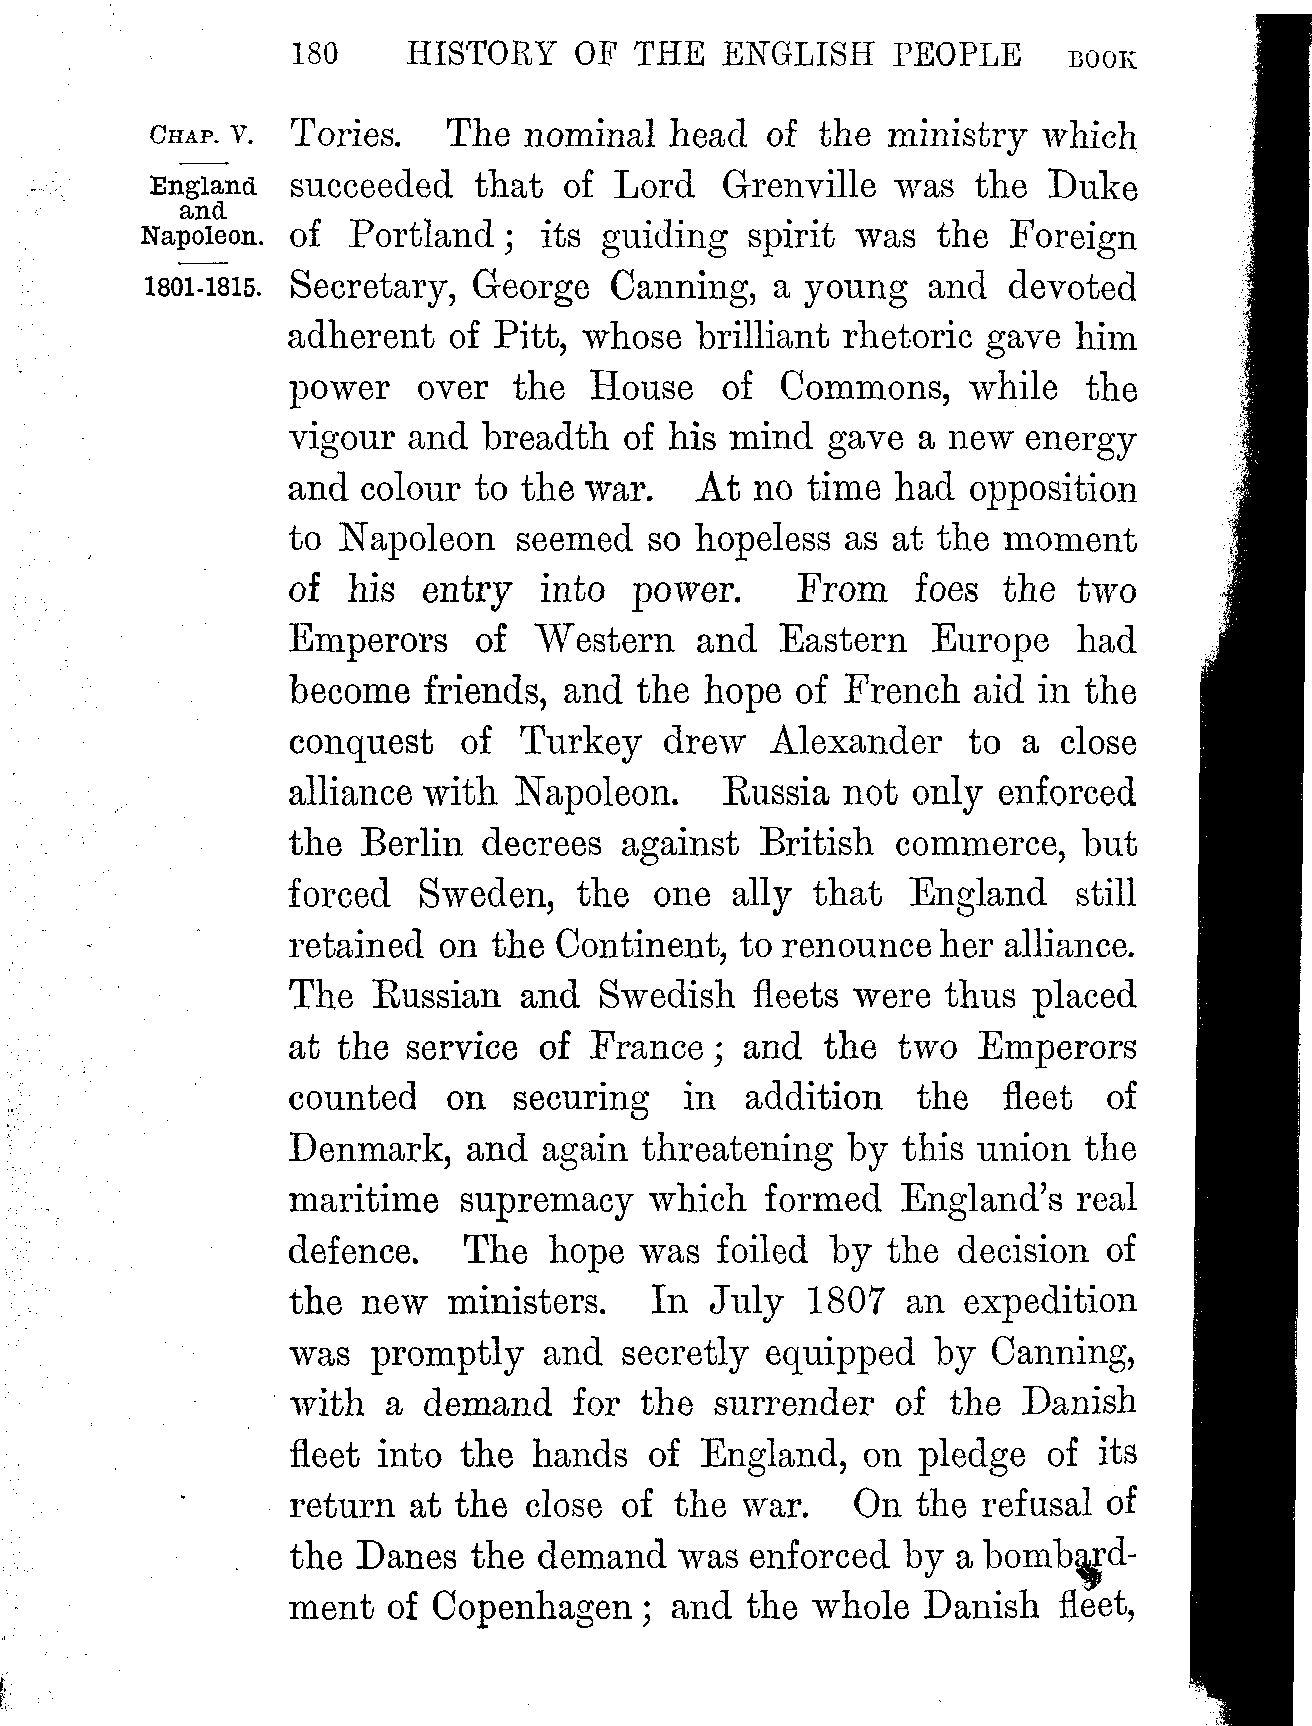 180 HISTORY OF THE ENGLISH PEOPLE BOOK
CHAP. V.
England
and
Napoleon.
1801-1815.
Tories. The nominal head of the ministry which
succeeded that of Lord Grenville was the Duke
of Portland; its guiding spirit was the Foreign
Secretary, George Canning, a young and devoted
adherent of Pitt, whose brilliant rhetoric gave him
power over the House of Commons, while the
vigour and breadth of his mind gave a new energy
and colour to the war. At no time had opposition
to Napoleon seemed so hopeless as at the moment
of his entry into power. From foes the two
Emperors of Western and Eastern Europe had
become friends, and the hope of French aid in the
conquest of Turkey drew Alexander to a close
alliance with Napoleon. Russia not only enforced
the Berlin decrees against British commerce, but
forced Sweden, the one ally that England still
retained on the Continent, to renounce her alliance.
The Russian and Swedish fleets were thus placed
at the service of France; and the two Emperors
counted on securing in addition the fleet of
Denmark, and again threatening by this union the
maritime supremacy which formed England's real
defence. The hope was foiled by the decision of
the new ministers. In July 1807 an expedition
was promptly and secretly equipped by Canning,
with a demand for the surrender of the Danish
fleet into the hands of England, on pledge of its
return at the close of the war. On the refusal of
the Danes the demand was enforced by a bombard-
ment of Copenhagen; and the whole Danish fleet,